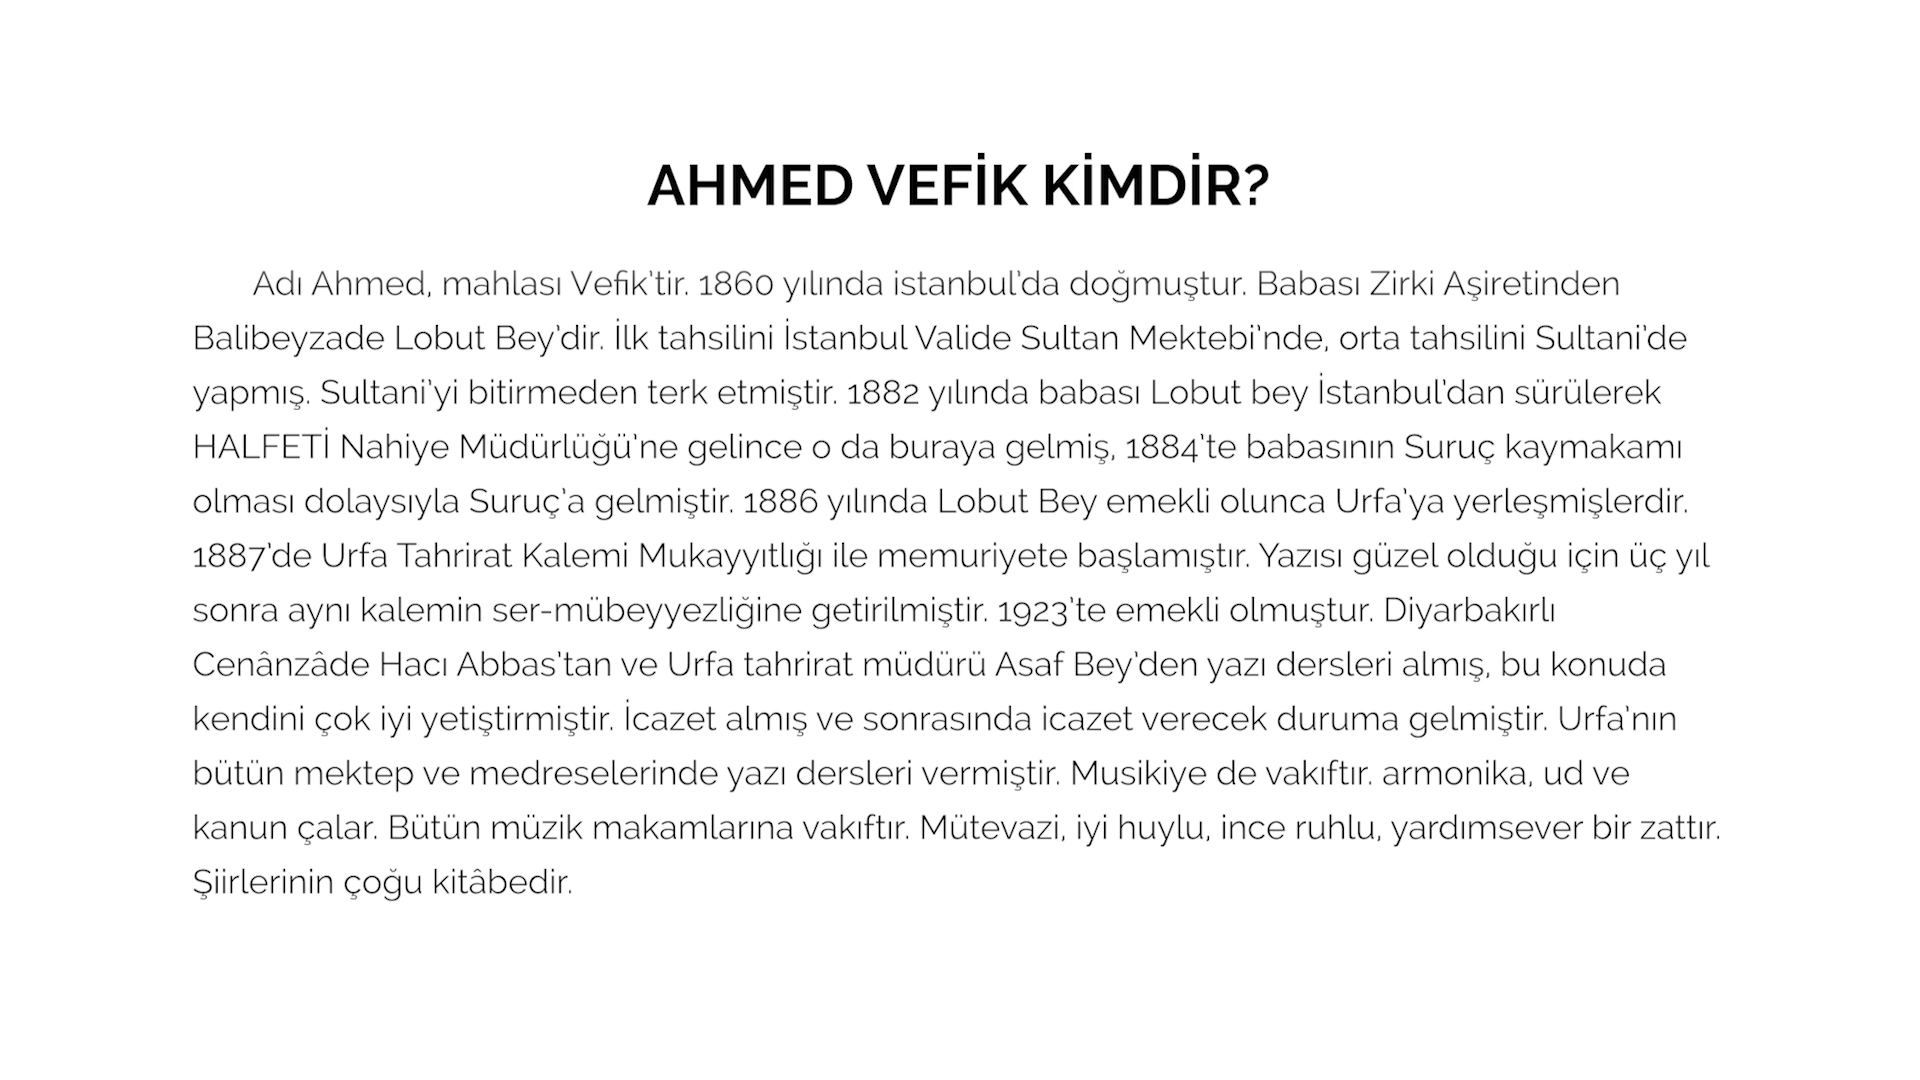 AHMED VEFİK KİMDİR?
Adı Ahmed, mahlası Vefik'tir. 1860 yılında istanbul'da doğmuştur. Babası Zirki Aşiretinden
Balibeyzade Lobut Bey'dir. İlk tahsilini İstanbul Valide Sultan Mektebi'nde, orta tahsilini Sultani'de
yapmış. Sultani'yi bitirmeden terk etmiştir. 1882 yılında babası Lobut bey İstanbul'dan sürülerek
HALFETİ Nahiye Müdürlüğü'ne gelince o da buraya gelmiş, 1884'te babasının Suruç kaymakamı
olması dolaysıyla Suruç'a gelmiştir. 1886 yılında Lobut Bey emekli olunca Urfa'ya yerleşmişlerdir.
1887'de Urfa Tahrirat Kalemi Mukayyıtlığı ile memuriyete başlamıştır. Yazısı güzel olduğu için üç yıl
sonra aynı kalemin ser-mübeyyezliğine getirilmiştir. 1923'te emekli olmuştur. Diyarbakırlı
Cenânzâde Hacı Abbas'tan ve Urfa tahrirat müdürü Asaf Bey'den yazı dersleri almış, bu konuda
kendini çok iyi yetiştirmiştir. İcazet almış ve sonrasında icazet verecek duruma gelmiştir. Urfa'nın
bütün mektep ve medreselerinde yazı dersleri vermiştir. Musikiye de vakıftır. armonika, ud ve
kanun çalar. Bütün müzik makamlarına vakıftır. Mütevazi, iyi huylu, ince ruhlu, yardımsever bir zattır.
Şiirlerinin çoğu kitâbedir.